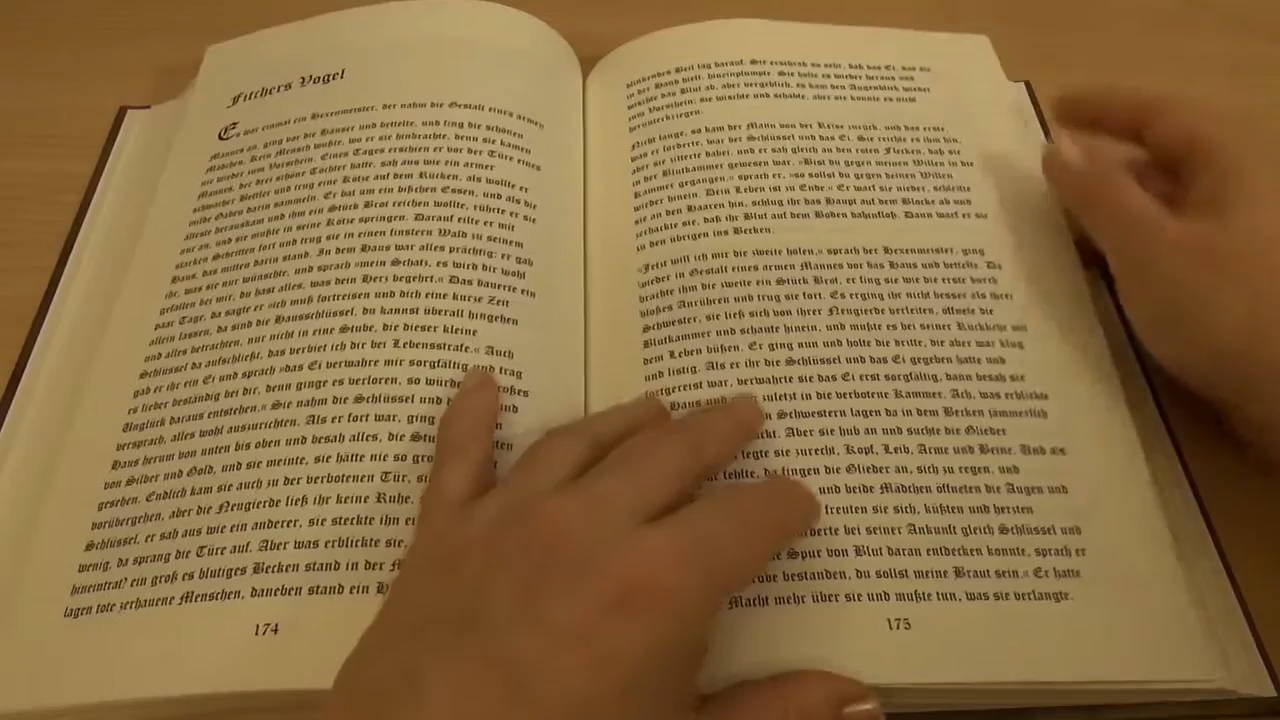 Fitchers Vogel
Es war einmal ein Hexenmeister, der nahm die Gestalt eines armen
Mannes an, ging vor die Häuser und bettelte, und fing die schönen
Mädchen. Kein Mensch wußte, wo er sie hinbrachte, denn sie kamen
nie wieder zum Vorschein. Eines Tages erschien er vor der Türe eines
Mannes, der drei schöne Töchter hatte, sah aus wie ein armer
schwacher Bettler und trug eine Kötze auf dem Rücken, als wollte er
milde Gaben darin sammeln. Er bat um ein bißchen Essen, und als die
älteste herauskam und ihm ein Stück Brot reichen wollte, rührte er sie
nur an, und sie mußte in seine Kötze springen. Darauf eilte er mit
starken Schritten fort und trug sie in einen finstern Wald zu seinem
Haus, das mitten darin stand. In dem Haus war alles prächtig: er gab
ihr, was sie nur wünschte, und sprach »mein Schatz, es wird dir wohl
gefallen bei mir, du hast alles, was dein Herz begehrt.« Das dauerte ein
paar Tage, da sagte er »ich muß fortreisen und dich eine kurze Zeit
allein lassen, da sind die Hausschlüssel, du kannst überall hingehen
und alles betrachten, nur nicht in eine Stube, die dieser kleine
Schlüssel da aufschließt, das verbiet ich dir bei Lebensstrafe.« Auch
gab er ihr ein Ei und sprach »das Ei verwahre mir sorgfältig und trag
es lieber beständig bei dir, denn ginge es verloren, so würde großes
Unglück daraus entstehen.« Sie nahm die Schlüssel und und
versprach, alles wohl auszurichten. Als er fort war, ging
Haus herum von unten bis oben und besah alles, die
von Silber und Gold, und sie meinte, sie hätte nie so
gesehen. Endlich kam sie auch zu der verbotenen Tür,
vorübergehen, aber die Neugierde ließ ihr keine Ruhe.
Schlüssel, er sah aus wie ein anderer, sie steckte ihn
wenig, da sprang die Türe auf. Aber was erblickte sie,
hineintrat? ein groß es blutiges Becken stand in der
lagen tote zerhauene Menschen, daneben stand ein
174
blinkendes Beil lag darauf. Sie erschrak so sehr, daß das Ei, das sie
in der Hand hielt, hineinplumpte. Sie holte es wieder heraus und
wischte das Blut ab, aber vergeblich, es kam den Augenblick wieder
zum Vorschein; sie wischte und schabte, aber sie konnte es nicht
herunterkriegen.
Nicht lange, so kam der Mann von der Reise zurück, und das erste,
was er forderte, war der Schlüssel und das Ei. Sie reichte es ihm hin,
aber sie zitterte dabei, und er sah gleich an den roten Flecken, daß sie
in der Blutkammer gewesen war. »Bist du gegen meinen Willen in die
Kammer gegangen,« sprach er, »so sollst du gegen deinen Willen
wieder hinein. Dein Leben ist zu Ende.« Er warf sie nieder, schleifte
sie an den Haaren hin, schlug ihr das Haupt auf dem Blocke ab und
zerhackte sie, daß ihr Blut auf dem Boden dahinfloß. Dann warf er sie
zu den übrigen ins Becken.
»Jetzt will ich mir die zweite holen,« sprach der Hexenmeister, ging
wieder in Gestalt eines armen Mannes vor das Haus und bettelte. Da
brachte ihm die zweite ein Stück Brot, er fing sie wie die erste durch
bloßes Anrühren und trug sie fort. Es erging ihr nicht besser als ihrer
Schwester, sie ließ sich von ihrer Neugierde verleiten, öffnete die
Blutkammer und schaute hinein, und mußte es bei seiner Rückkehr mit
dem Leben büßen. Er ging nun und holte die dritte, die aber war klug
und listig. Als er ihr die Schlüssel und das Ei gegeben hatte und
fortgereist war, verwahrte sie das Ei erst sorgfältig, dann besah sie
Haus und zuletzt in die verbotene Kammer. Ach, was erblickte
Schwestern lagen da in dem Becken jämmerlich
Aber sie hub an und suchte die Glieder
legte sie zurecht, Kopf, Leib, Arme und Beine. Und als
fehlte, da fingen die Glieder an, sich zu regen, und
und beide Mädchen öffneten die Augen und
freuten sie sich, küßten und herzten
bei seiner Ankunft gleich Schlüssel und
Spur von Blut daran entdecken konnte, sprach er
bestanden, du sollst meine Braut sein.« Er hatte
Macht mehr über sie und mußte tun, was sie verlangte.
175